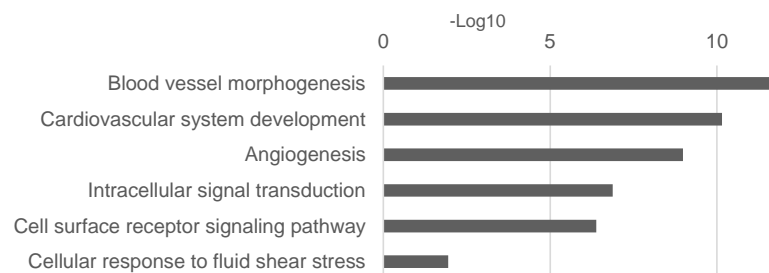 -Log10
0 5 10
Blood vessel morphogenesis
Cardiovascular system development
Angiogenesis
Intracellular signal transduction
Cell surface receptor signaling pathway
Cellular response to fluid shear stress